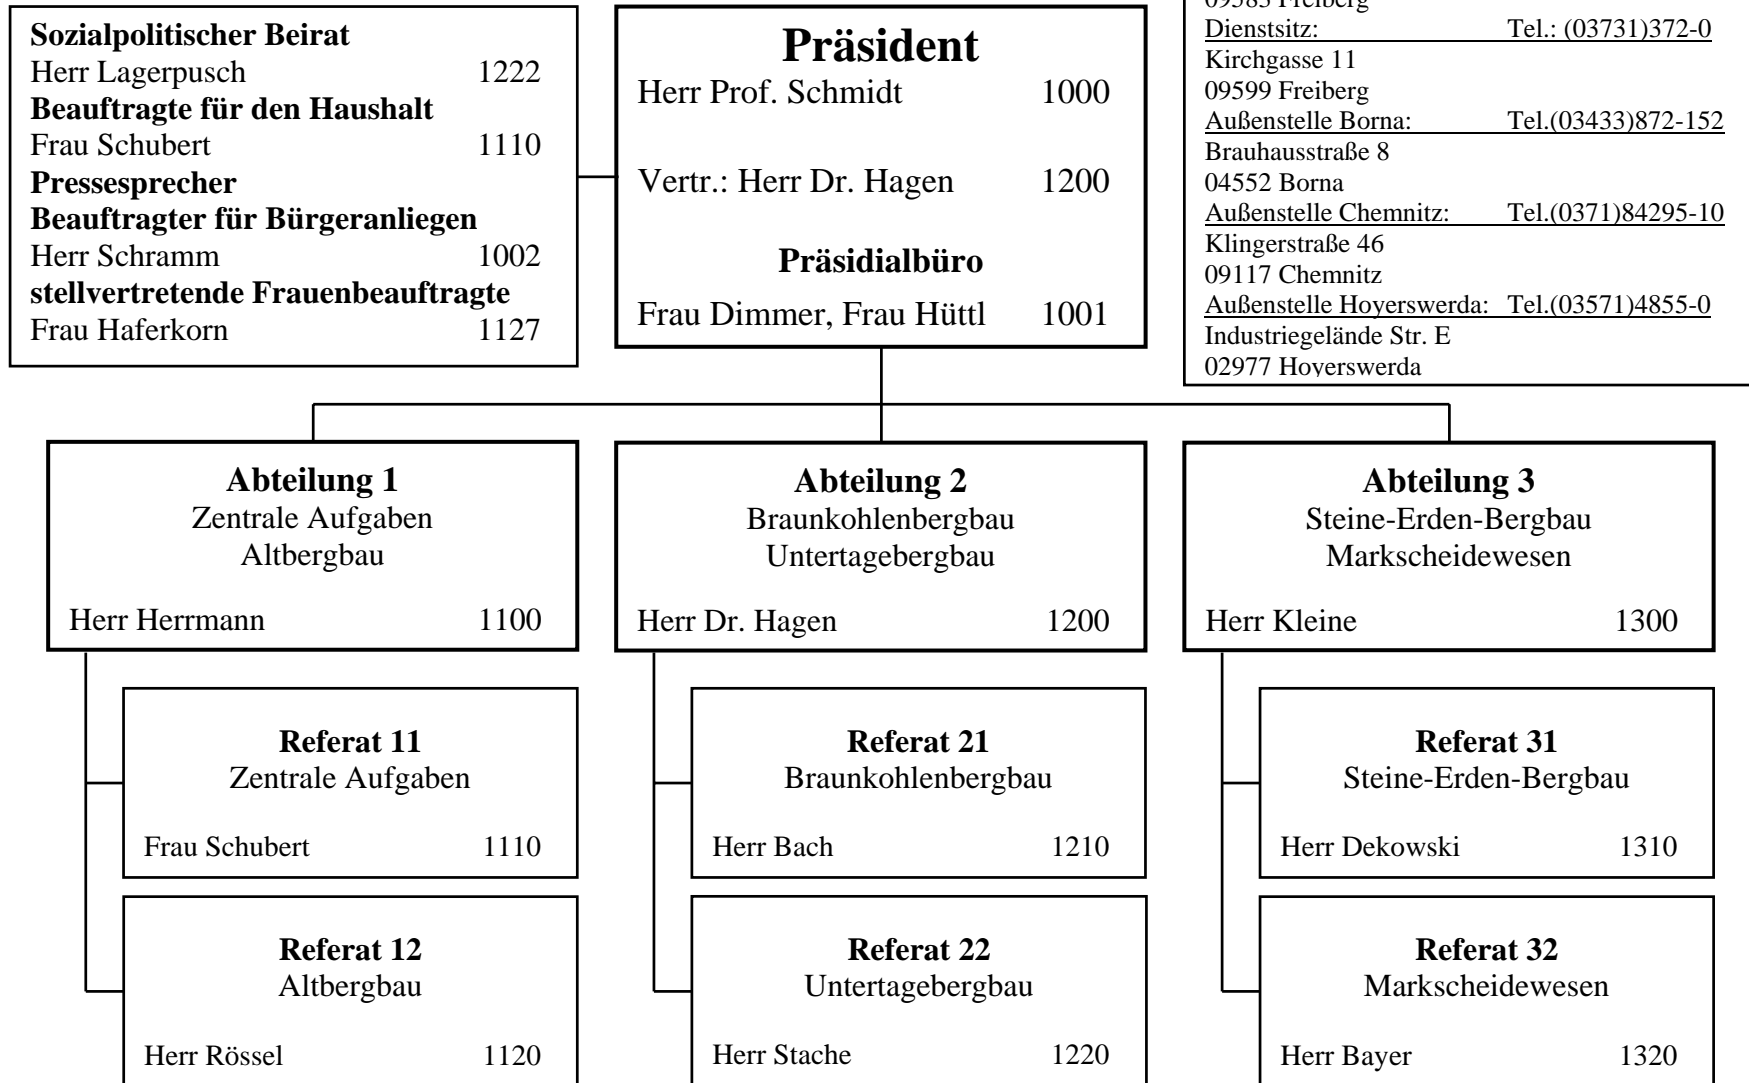 Sozialpolitischer Beirat
Herr Lagerpusch 1222
Beauftragte für den Haushalt
Frau Schubert 1110
Pressesprecher
Beauftragter für Bürgeranliegen
Herr Schramm 1002
stellvertretende Frauenbeauftragte
Frau Haferkorn 1127
Präsident
Herr Prof. Schmidt 1000
Vertr.: Herr Dr. Hagen 1200
Präsidialbüro
Frau Dimmer, Frau Hüttl 1001
09583 Freiberg
Dienstsitz: Tel.: (03731)372-0
Kirchgasse 11
09599 Freiberg
Außenstelle Borna: Tel.(03433)872-152
Brauhausstraße 8
04552 Borna
Außenstelle Chemnitz: Tel.(0371)84295-10
Klingerstraße 46
09117 Chemnitz
Außenstelle Hoyerswerda: Tel.(03571)4855-0
Industriegelände Str. E
02977 Hoyerswerda
Abteilung 1
Zentrale Aufgaben
Altbergbau
Herr Herrmann 1100
Abteilung 2
Braunkohlenbergbau
Untertagebergbau
Herr Dr. Hagen 1200
Abteilung 3
Steine-Erden-Bergbau
Markscheidewesen
Herr Kleine 1300
Referat 11
Zentrale Aufgaben
Frau Schubert 1110
Referat 21
Braunkohlenbergbau
Herr Bach 1210
Referat 31
Steine-Erden-Bergbau
Herr Dekowski 1310
Referat 12
Altbergbau
Herr Rössel 1120
Referat 22
Untertagebergbau
Herr Stache 1220
Referat 32
Markscheidewesen
Herr Bayer 1320